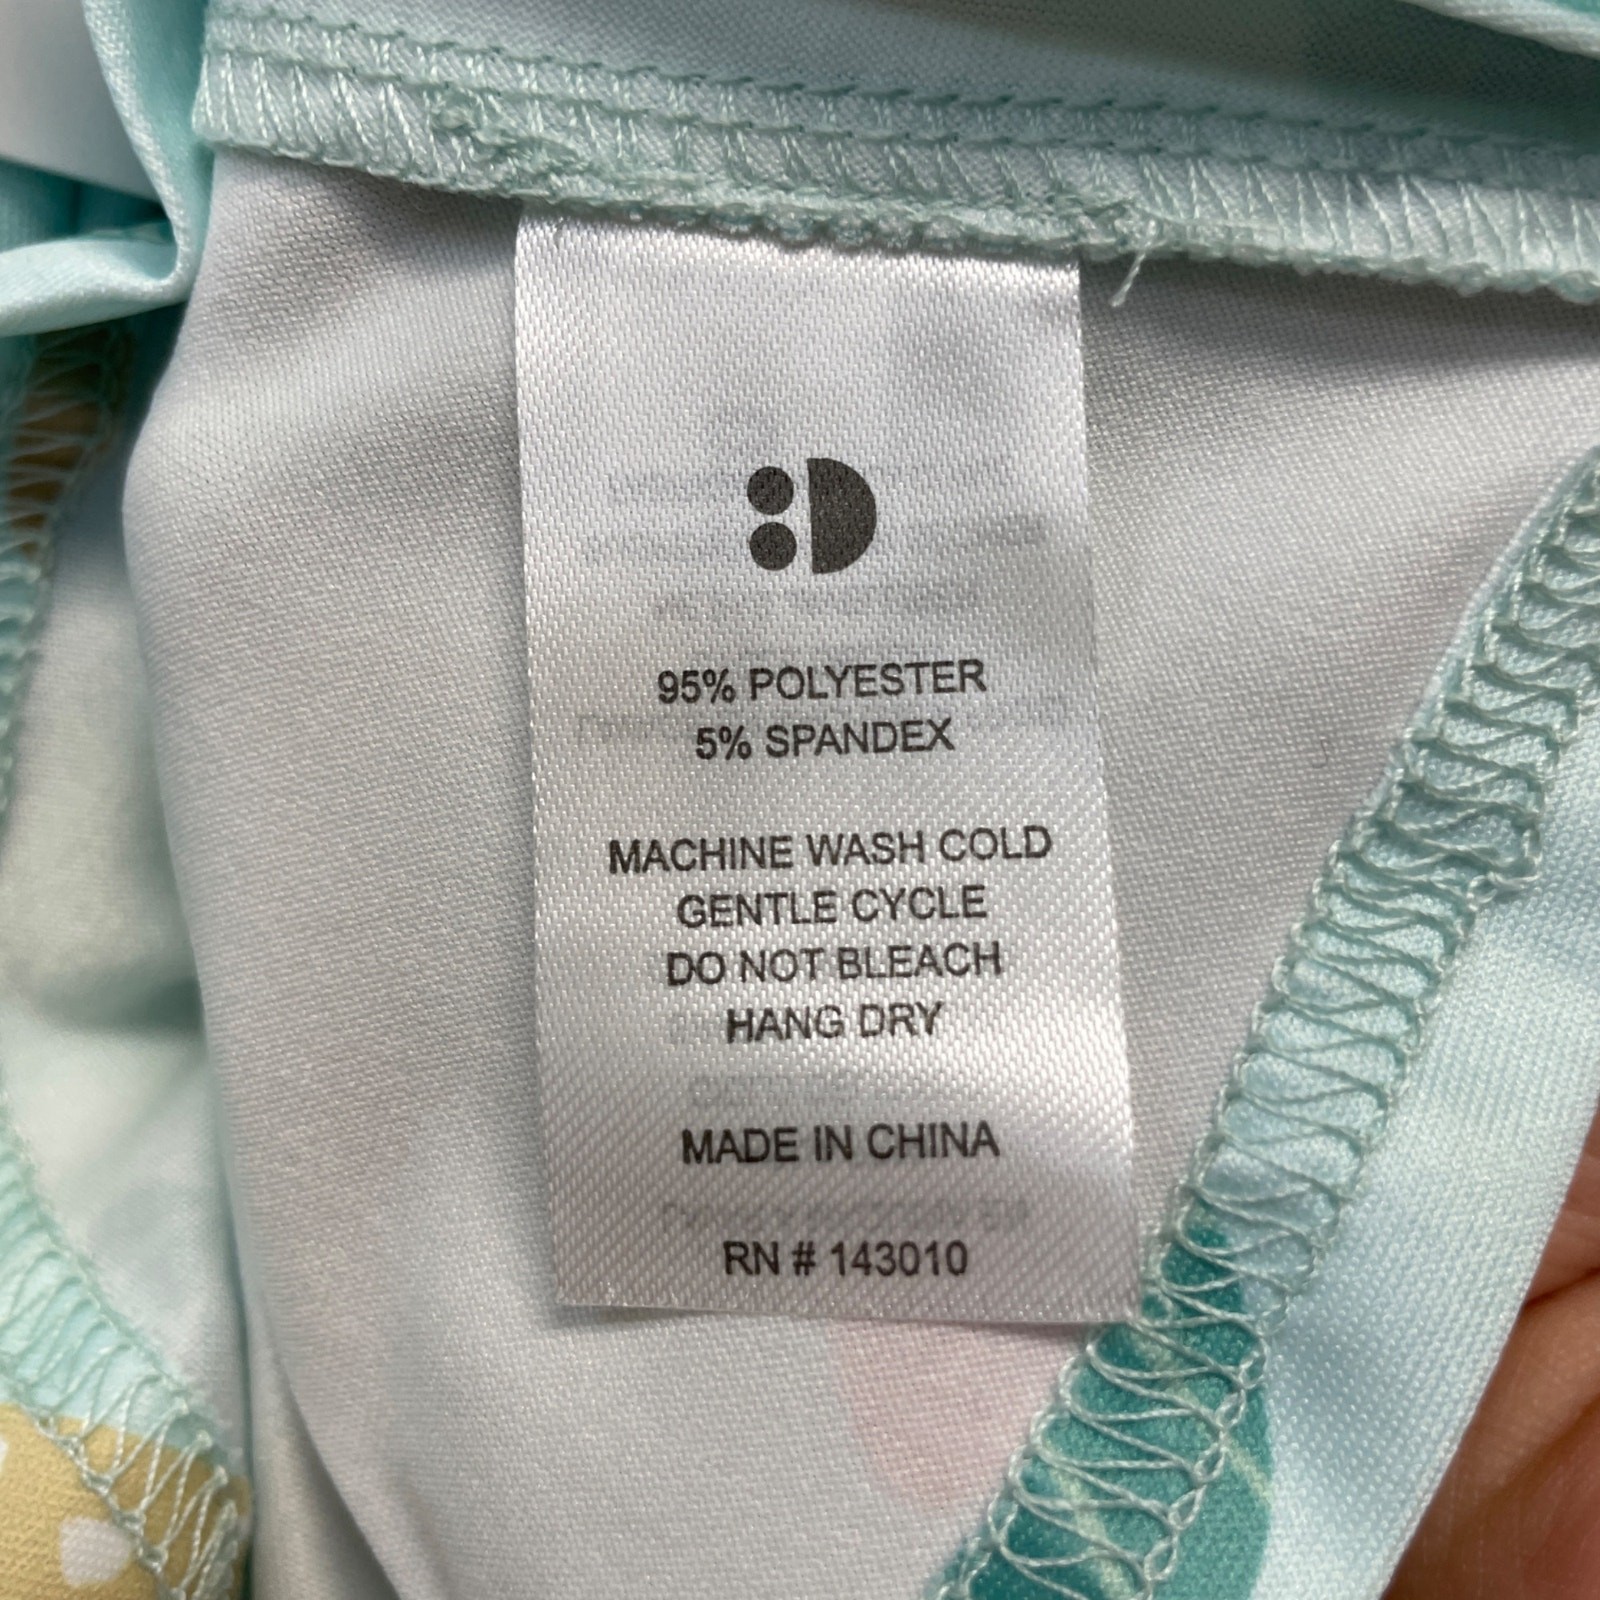 95% POLYESTER
5% SPANDEX
MACHINE WASH COLD
GENTLE CYCLE
DO NOT BLEACH
HANG DRY
MADE IN CHINA
RN # 143010